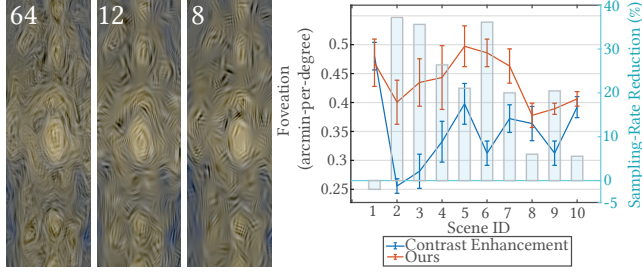 64
12
8
Foveation
(arcmin-per-degree)
0.5
0.45
0.4
0.35
0.3
0.25
1 2 3 4 5 6 7 8 9 10
Scene ID
40
30
20
10
0
-5
Sampling-Rate Reduction (%)
Contrast Enhancement
Ours